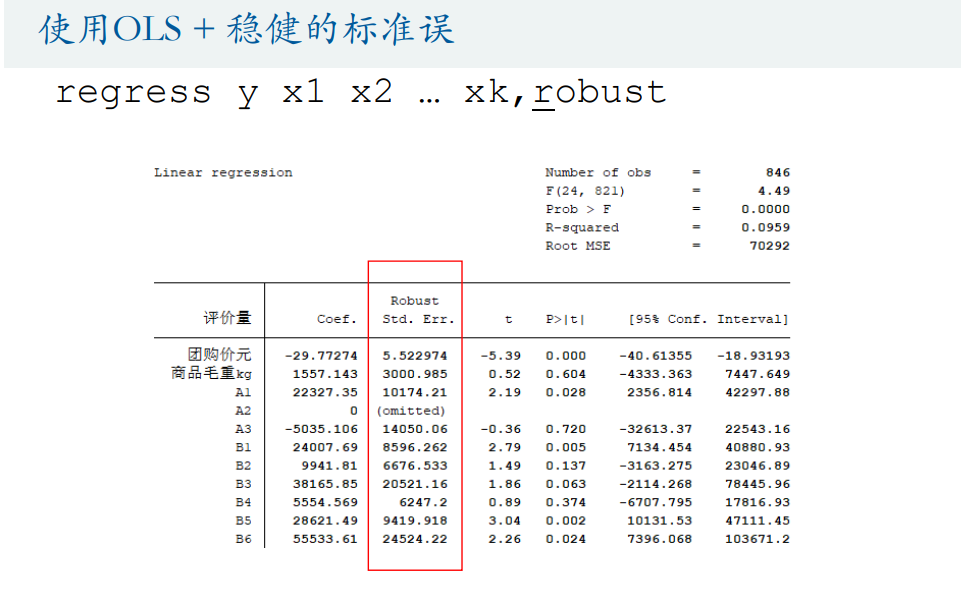 使用OLS + 稳健的标准误
regress y x1 x2 … xk,robust
Linear regression
Number of obs = 846
F(24, 821) = 4.49
Prob > F = 0.0000
R-squared = 0.0959
Root MSE = 70292
Robust
评价量 Coef. Std. Err. t P>|t| [95% Conf. Interval]
团购价元 -29.77274 5.522974 -5.39 0.000 -40.61355 -18.93193
商品毛重kg 1557.143 3000.985 0.52 0.604 -4333.363 7447.649
A1 22327.35 10174.21 2.19 0.028 2356.814 42297.88
A2 0 (omitted)
A3 -5035.106 14050.06 -0.36 0.720 -32613.37 22543.16
B1 24007.69 8596.262 2.79 0.005 7134.454 40880.93
B2 9941.81 6676.533 1.49 0.137 -3163.275 23046.89
B3 38165.85 20521.16 1.86 0.063 -2114.268 78445.96
B4 5554.569 6247.2 0.89 0.374 -6707.795 17816.93
B5 28621.49 9419.918 3.04 0.002 10131.53 47111.45
B6 55533.61 24524.22 2.26 0.024 7396.068 103671.2